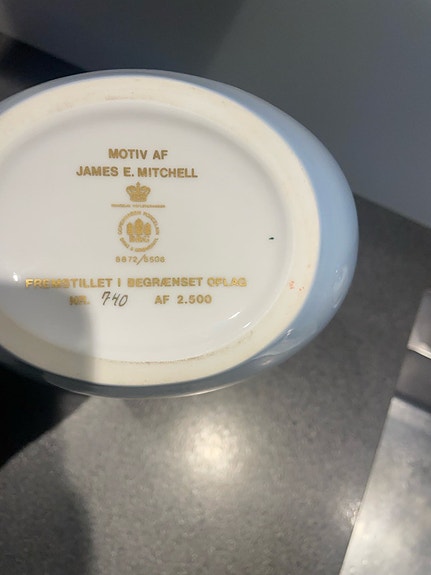 MOTIV AF
JAMES E. MITCHELL
FREMSTILLET I BEGRÆNSET OPLAG
NR. 740 AF 2.500